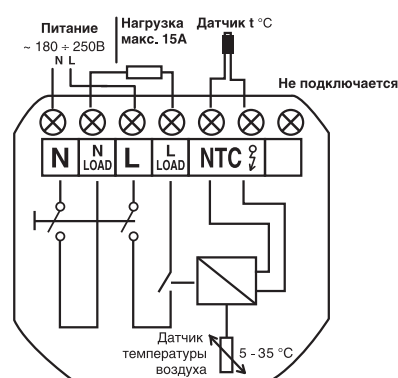 Питание
~ 180 ÷ 250В
N L
Нагрузка
макс. 15А
Датчик t °C
Не подключается
N
N
LOAD
L
L
LOAD
NTC
Датчик
температуры
воздуха
5 - 35 °C